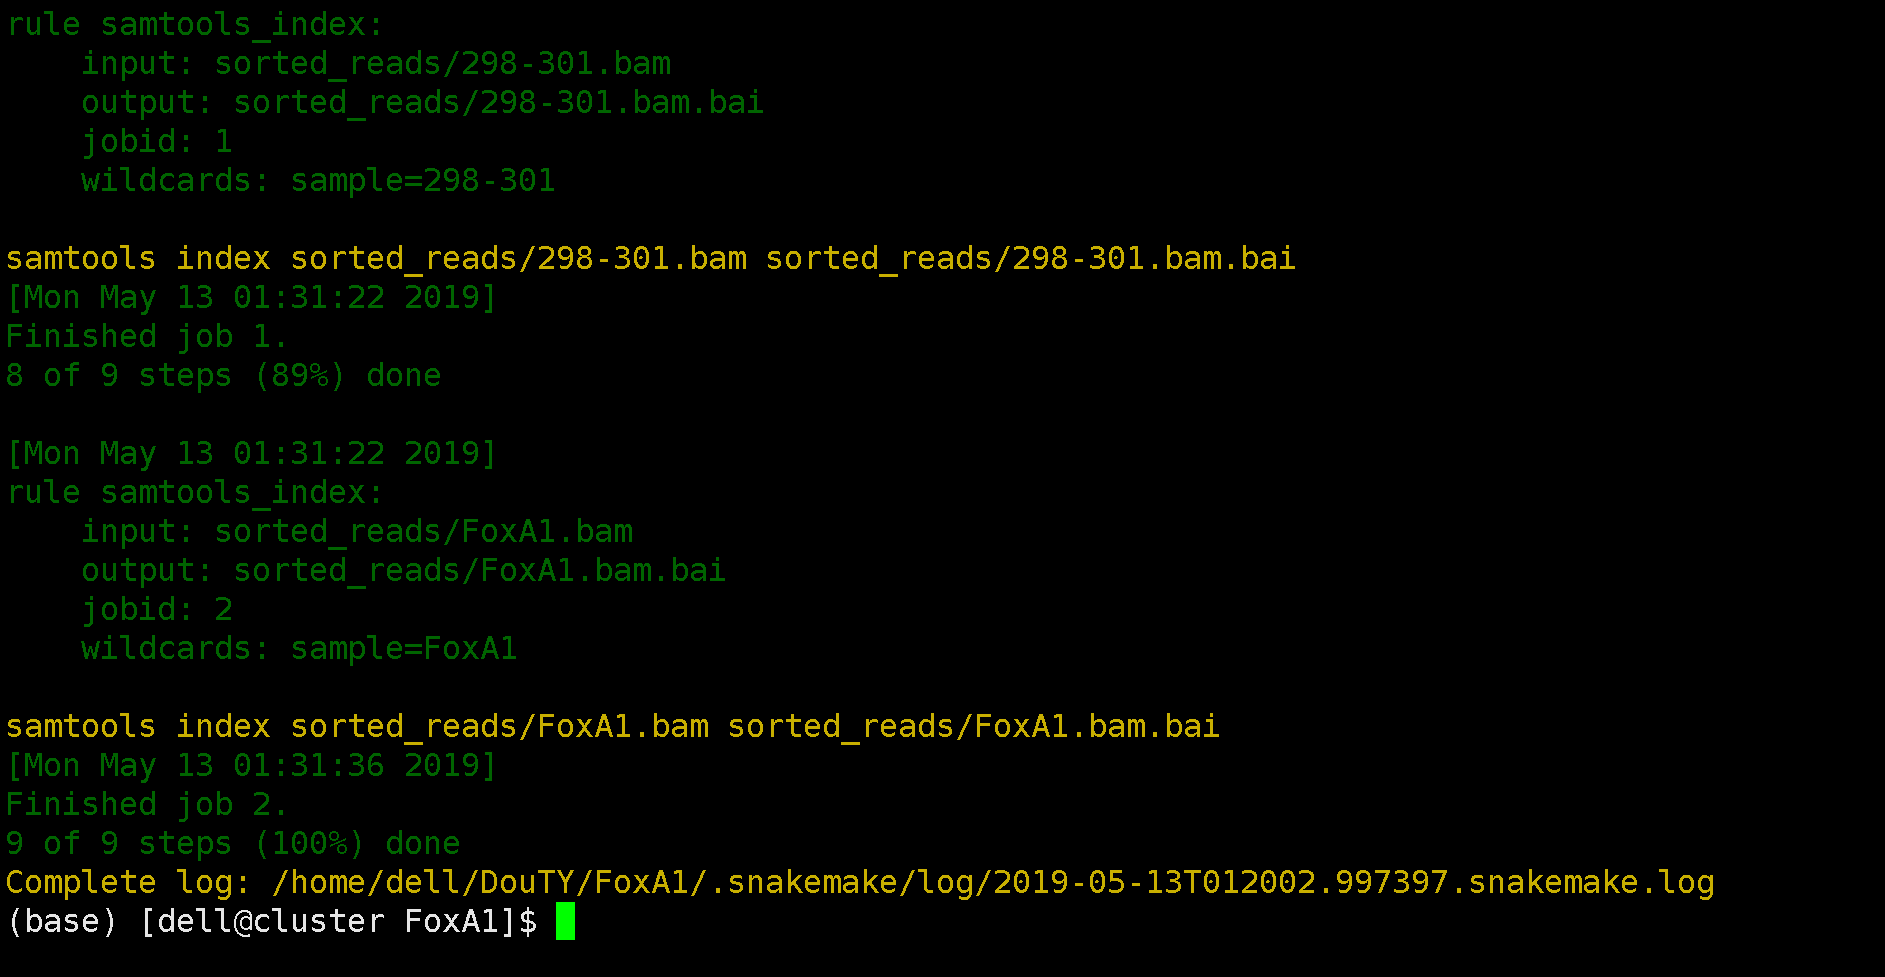 rule samtools_index:
    input: sorted_reads/298-301.bam
    output: sorted_reads/298-301.bam.bai
    jobid: 1
    wildcards: sample=298-301
samtools index sorted_reads/298-301.bam sorted_reads/298-301.bam.bai
[Mon May 13 01:31:22 2019]
Finished job 1.
8 of 9 steps (89%) done
[Mon May 13 01:31:22 2019]
rule samtools_index:
    input: sorted_reads/FoxA1.bam
    output: sorted_reads/FoxA1.bam.bai
    jobid: 2
    wildcards: sample=FoxA1
samtools index sorted_reads/FoxA1.bam sorted_reads/FoxA1.bam.bai
[Mon May 13 01:31:36 2019]
Finished job 2.
9 of 9 steps (100%) done
Complete log: /home/dell/DouTY/FoxA1/.snakemake/log/2019-05-13T012002.997397.snakemake.log
(base) [dell@cluster FoxA1]$